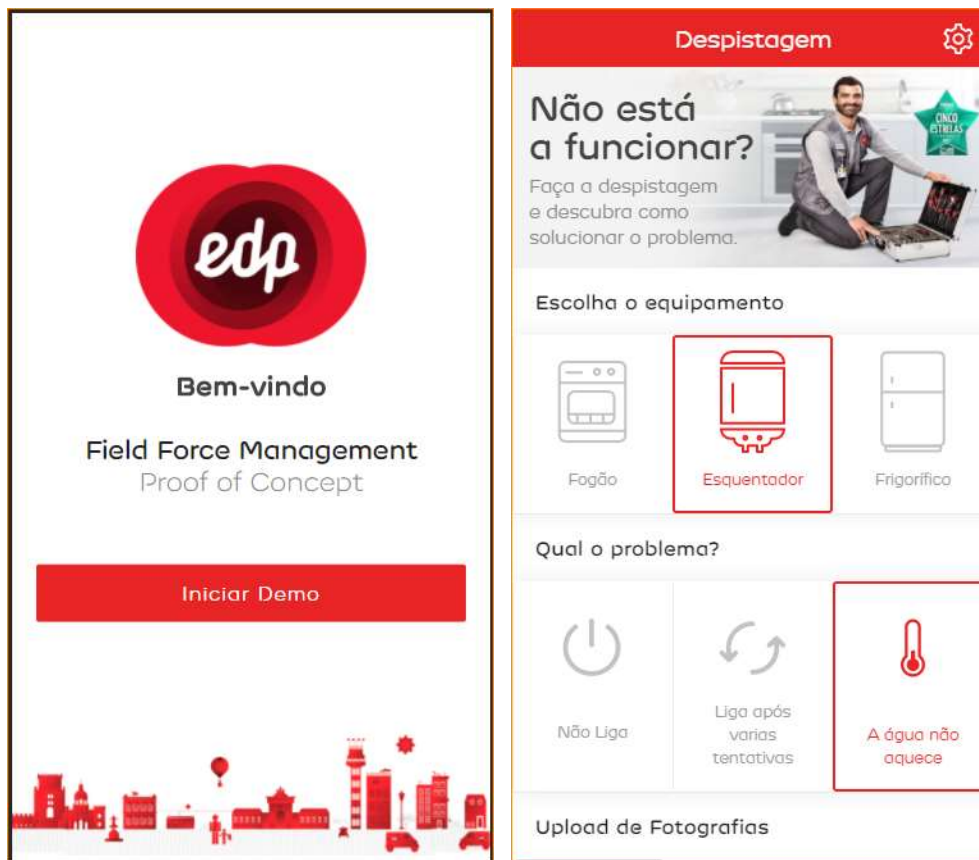 edp
Bem-vindo
Field Force Management
Proof of Concept
Iniciar Demo
Despistagem
Não está
a funcionar?
Faça a despistagem
e descubra como
solucionar o problema.
CINCO
ESTRELAS
Escolha o equipamento
Fogão
Esquentador
Frigorífico
Qual o problema?
Não Liga
Liga após
varias
tentativas
A água não
aquece
Upload de Fotografias